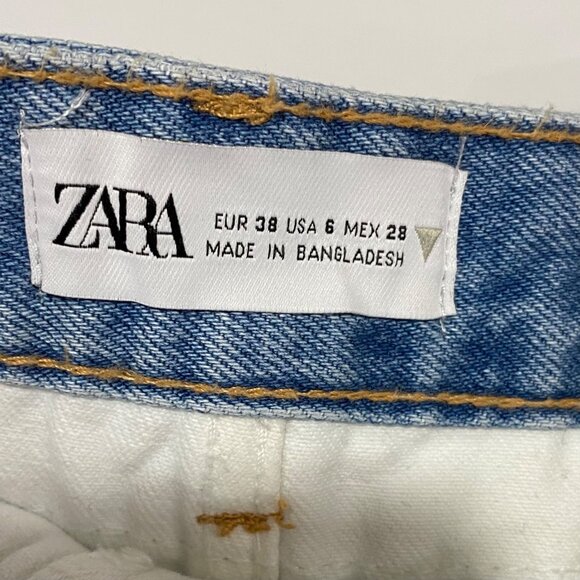 ZARA
EUR 38 USA 6 MEX 28
MADE IN BANGLADESH